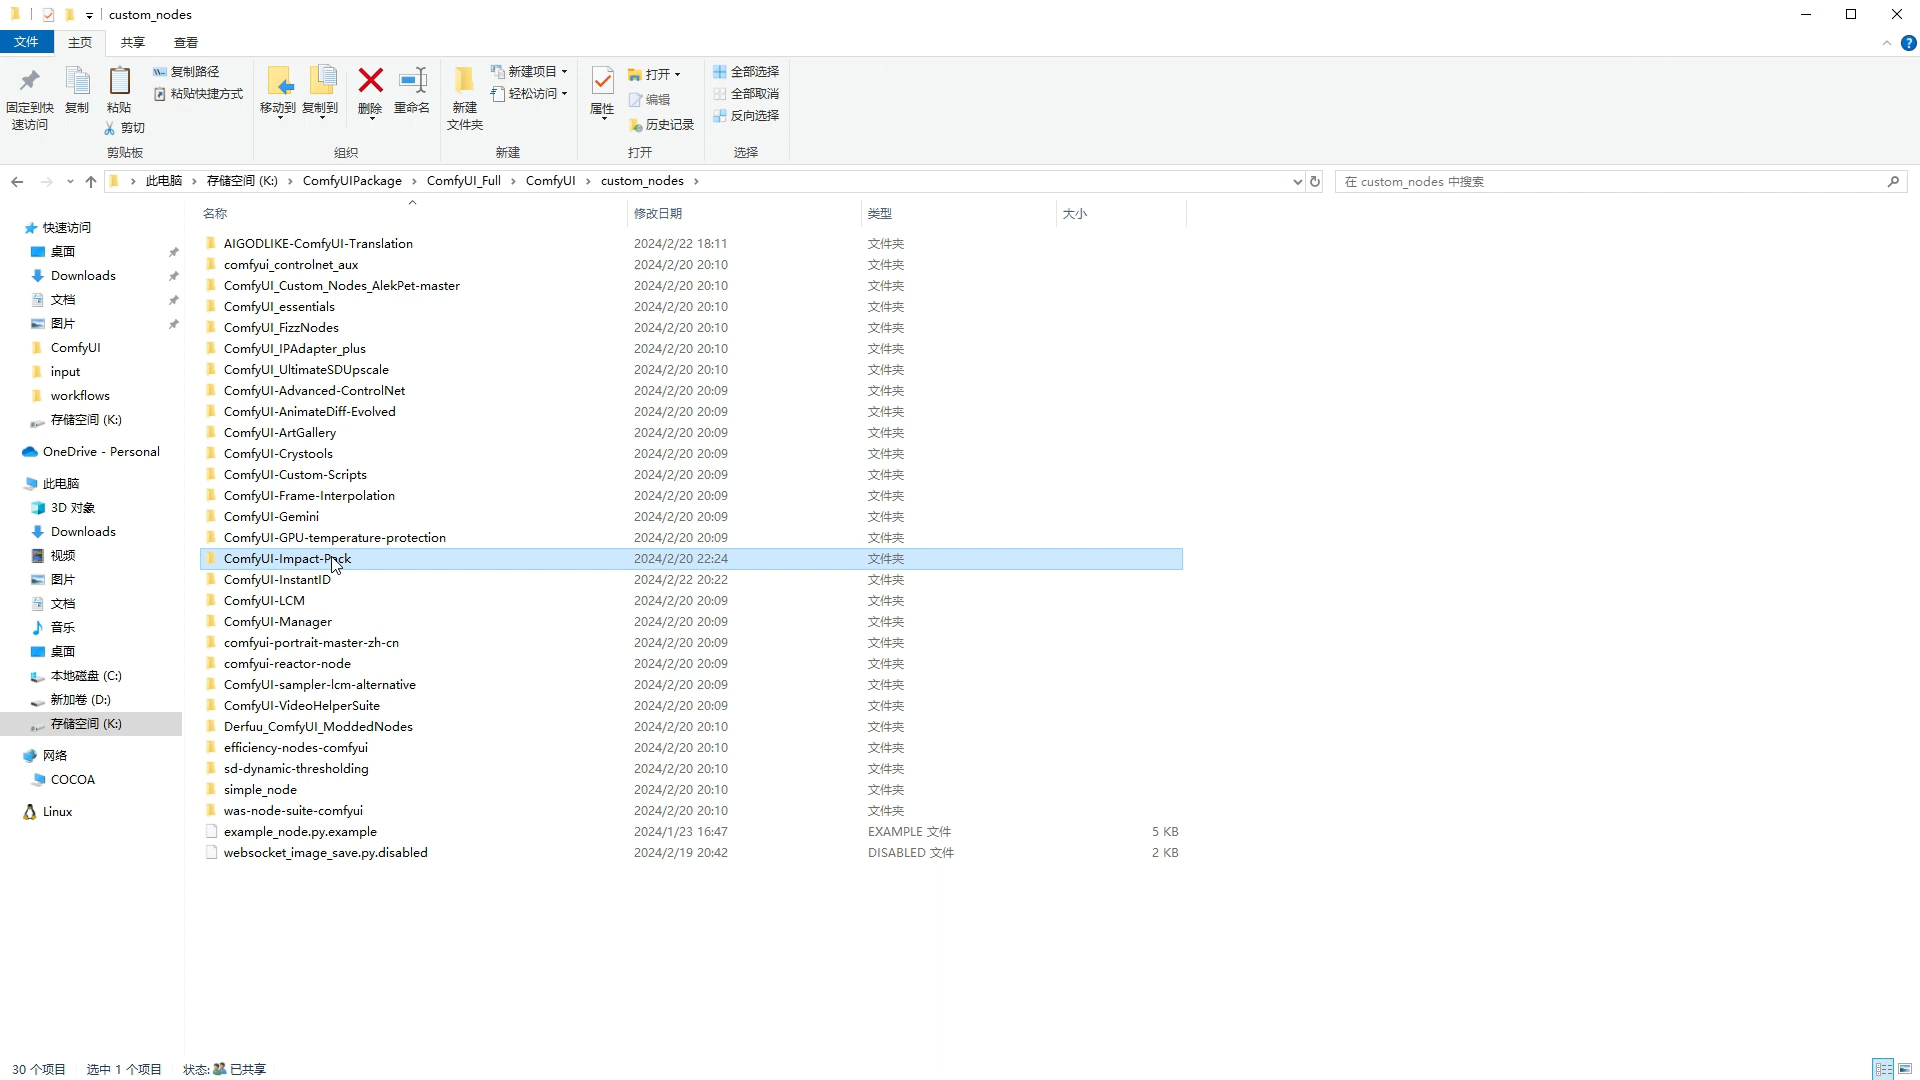 custom_nodes
文件 主页 共享 查看
固定到快速访问 复制 粘贴 复制路径 粘贴快捷方式 剪切 移动到 复制到 删除 重命名 新建文件夹 新建项目 轻松访问 属性 打开 编辑 历史记录 全部选择 全部取消 反向选择
剪贴板 组织 新建 打开 选择
此电脑 存储空间 (K:) ComfyUIPackage ComfyUI_Full ComfyUI custom_nodes 在 custom_nodes 中搜索
快速访问
桌面
Downloads
文档
图片
ComfyUI
input
workflows
存储空间 (K:)
OneDrive - Personal
此电脑
3D 对象
Downloads
视频
图片
文档
音乐
桌面
本地磁盘 (C:)
新加卷 (D:)
存储空间 (K:)
网络
COCOA
Linux
名称 修改日期 类型 大小
AIGODLIKE-ComfyUI-Translation 2024/2/22 18:11 文件夹
comfyui_controlnet_aux 2024/2/20 20:10 文件夹
ComfyUI_Custom_Nodes_AlekPet-master 2024/2/20 20:10 文件夹
ComfyUI_essentials 2024/2/20 20:10 文件夹
ComfyUI_FizzNodes 2024/2/20 20:10 文件夹
ComfyUI_IPAdapter_plus 2024/2/20 20:10 文件夹
ComfyUI_UltimateSDUpscale 2024/2/20 20:10 文件夹
ComfyUI-Advanced-ControlNet 2024/2/20 20:09 文件夹
ComfyUI-AnimateDiff-Evolved 2024/2/20 20:09 文件夹
ComfyUI-ArtGallery 2024/2/20 20:09 文件夹
ComfyUI-Crystools 2024/2/20 20:09 文件夹
ComfyUI-Custom-Scripts 2024/2/20 20:09 文件夹
ComfyUI-Frame-Interpolation 2024/2/20 20:09 文件夹
ComfyUI-Gemini 2024/2/20 20:09 文件夹
ComfyUI-GPU-temperature-protection 2024/2/20 20:09 文件夹
ComfyUI-Impact-Pack 2024/2/20 22:24 文件夹
ComfyUI-InstantID 2024/2/22 20:22 文件夹
ComfyUI-LCM 2024/2/20 20:09 文件夹
ComfyUI-Manager 2024/2/20 20:09 文件夹
comfyui-portrait-master-zh-cn 2024/2/20 20:09 文件夹
comfyui-reactor-node 2024/2/20 20:09 文件夹
ComfyUI-sampler-lcm-alternative 2024/2/20 20:09 文件夹
ComfyUI-VideoHelperSuite 2024/2/20 20:09 文件夹
Derfuu_ComfyUI_ModdedNodes 2024/2/20 20:10 文件夹
efficiency-nodes-comfyui 2024/2/20 20:10 文件夹
sd-dynamic-thresholding 2024/2/20 20:10 文件夹
simple_node 2024/2/20 20:10 文件夹
was-node-suite-comfyui 2024/2/20 20:10 文件夹
example_node.py.example 2024/1/23 16:47 EXAMPLE 文件 5 KB
websocket_image_save.py.disabled 2024/2/19 20:42 DISABLED 文件 2 KB
30 个项目 选中 1 个项目 状态: 已共享